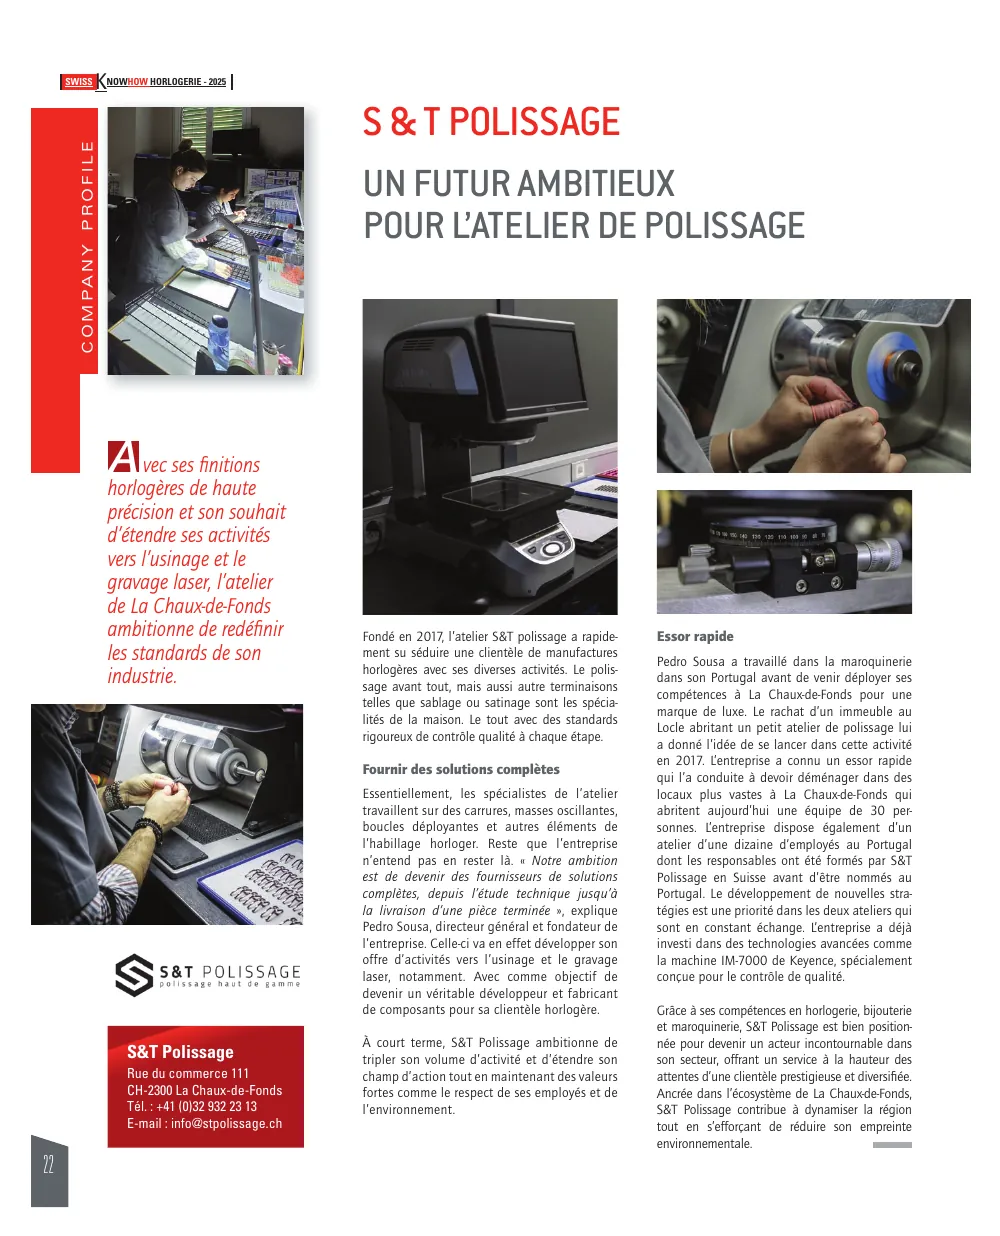 SWISS KNOWHOW HORLOGERIE - 2025
COMPANY PROFILE
S & T POLISSAGE
UN FUTUR AMBITIEUX
POUR L’ATELIER DE POLISSAGE
Avec ses finitions
horlogères de haute
précision et son souhait
d’étendre ses activités
vers l’usinage et le
gravage laser, l’atelier
de La Chaux-de-Fonds
ambitionne de redéfinir
les standards de son
industrie.
S&T POLISSAGE
polissage haut de gamme
S&T Polissage
Rue du commerce 111
CH-2300 La Chaux-de-Fonds
Tél. : +41 (0)32 932 23 13
E-mail : info@stpolissage.ch
Fondé en 2017, l’atelier S&T polissage a rapide-
ment su séduire une clientèle de manufactures
horlogères avec ses diverses activités. Le polis-
sage avant tout, mais aussi autre terminaisons
telles que sablage ou satinage sont les spécia-
lités de la maison. Le tout avec des standards
rigoureux de contrôle qualité à chaque étape.
Fournir des solutions complètes
Essentiellement, les spécialistes de l’atelier
travaillent sur des carrures, masses oscillantes,
boucles déployantes et autres éléments de
l’habillage horloger. Reste que l’entreprise
n’entend pas en rester là. « Notre ambition
est de devenir des fournisseurs de solutions
complètes, depuis l’étude technique jusqu’à
la livraison d’une pièce terminée », explique
Pedro Sousa, directeur général et fondateur de
l’entreprise. Celle-ci va en effet développer son
offre d’activités vers l’usinage et le gravage
laser, notamment. Avec comme objectif de
devenir un véritable développeur et fabricant
de composants pour sa clientèle horlogère.
À court terme, S&T Polissage ambitionne de
tripler son volume d’activité et d’étendre son
champ d’action tout en maintenant des valeurs
fortes comme le respect de ses employés et de
l’environnement.
Essor rapide
Pedro Sousa a travaillé dans la maroquinerie
dans son Portugal avant de venir déployer ses
compétences à La Chaux-de-Fonds pour une
marque de luxe. Le rachat d’un immeuble au
Locle abritant un petit atelier de polissage lui
a donné l’idée de se lancer dans cette activité
en 2017. L’entreprise a connu un essor rapide
qui l’a conduite à devoir déménager dans des
locaux plus vastes à La Chaux-de-Fonds qui
abritent aujourd’hui une équipe de 30 per-
sonnes. L’entreprise dispose également d’un
atelier d’une dizaine d’employés au Portugal
dont les responsables ont été formés par S&T
Polissage en Suisse avant d’être nommés au
Portugal. Le développement de nouvelles stra-
tégies est une priorité dans les deux ateliers qui
sont en constant échange. L’entreprise a déjà
investi dans des technologies avancées comme
la machine IM-7000 de Keyence, spécialement
conçue pour le contrôle de qualité.
Grâce à ses compétences en horlogerie, bijouterie
et maroquinerie, S&T Polissage est bien position-
née pour devenir un acteur incontournable dans
son secteur, offrant un service à la hauteur des
attentes d’une clientèle prestigieuse et diversifiée.
Ancrée dans l’écosystème de La Chaux-de-Fonds,
S&T Polissage contribue à dynamiser la région
tout en s’efforçant de réduire son empreinte
environnementale.
22